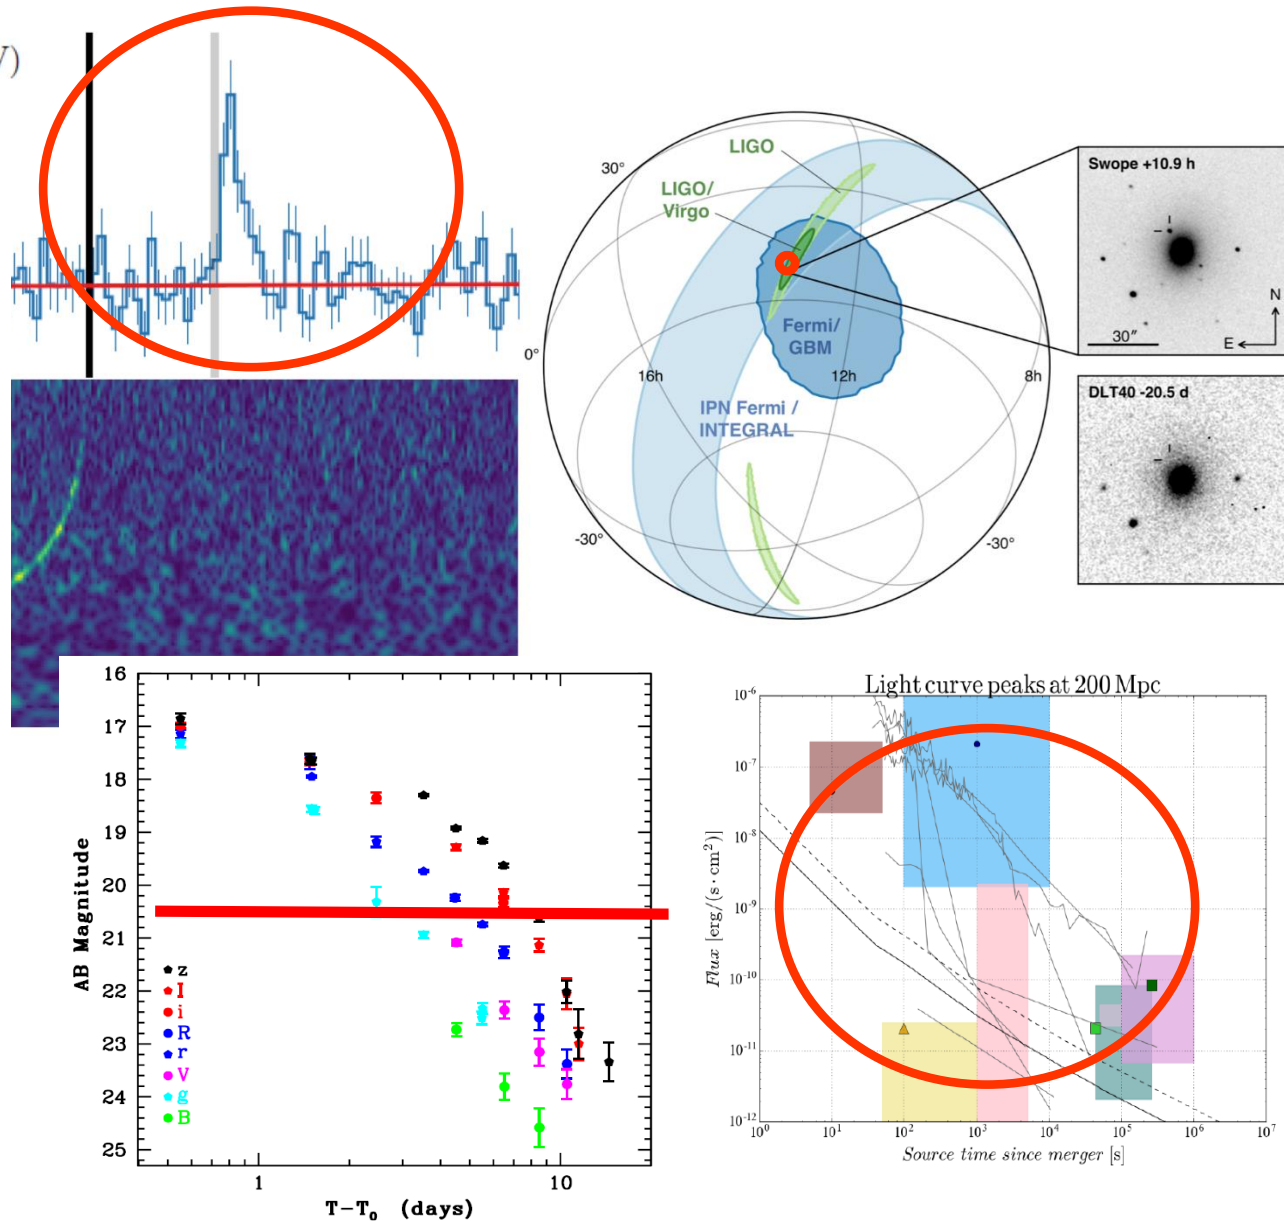 V)
LIGO
30°
30°
LIGO/
Virgo
Fermi/
GBM
0°
16h
12h
8h
IPN Fermi /
INTEGRAL
-30°
-30°
Swope +10.9 h
30"
N
E
DLT40 -20.5 d
16
17
18
19
20
21
22
23
24
25
AB Magnitude
z
I
i
R
r
V
g
B
1
10
T-T₀ (days)
Light curve peaks at 200 Mpc
10⁻⁶
10⁻⁷
10⁻⁸
10⁻⁹
10⁻¹⁰
10⁻¹¹
10⁻¹²
Flux [erg/(s · cm²)]
10⁰
10¹
10²
10³
10⁴
10⁵
10⁶
10⁷
Source time since merger [s]